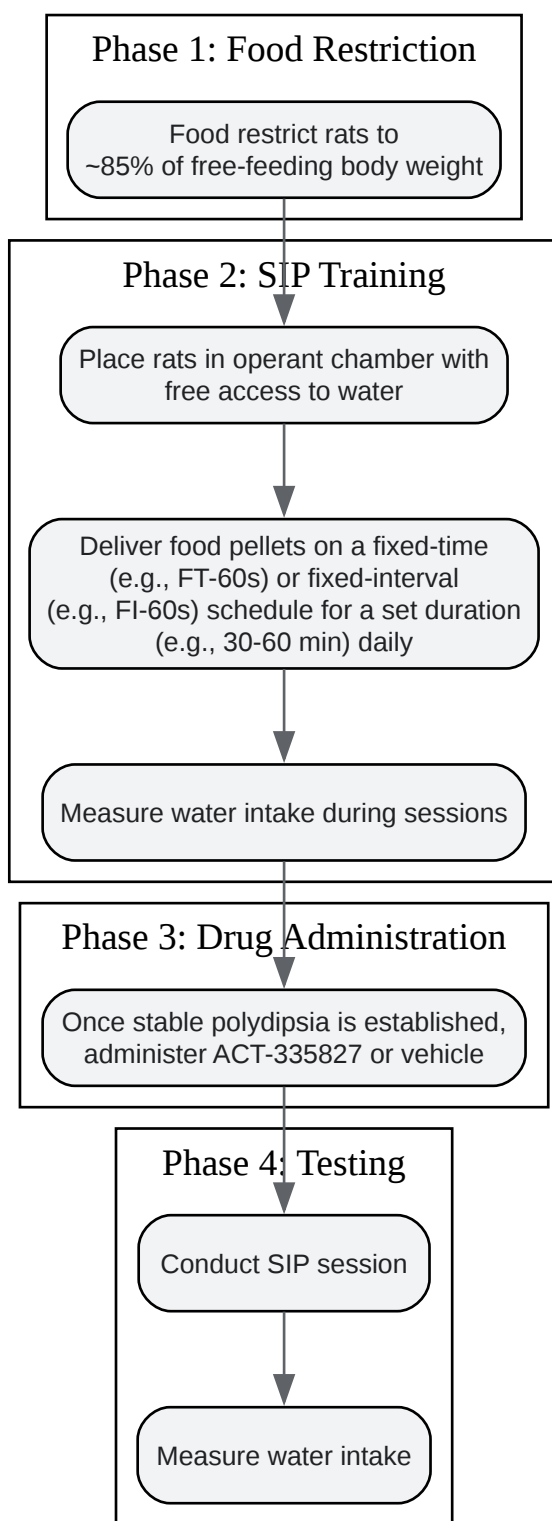 Phase 1: Food Restriction
Food restrict rats to
~85% of free-feeding body weight
Phase 2: SIP Training
Place rats in operant chamber with
free access to water
Deliver food pellets on a fixed-time
(e.g., FT-60s) or fixed-interval
(e.g., FI-60s) schedule for a set duration
(e.g., 30-60 min) daily
Measure water intake during sessions
Phase 3: Drug Administration
Once stable polydipsia is established,
administer ACT-335827 or vehicle
Phase 4: Testing
Conduct SIP session
Measure water intake